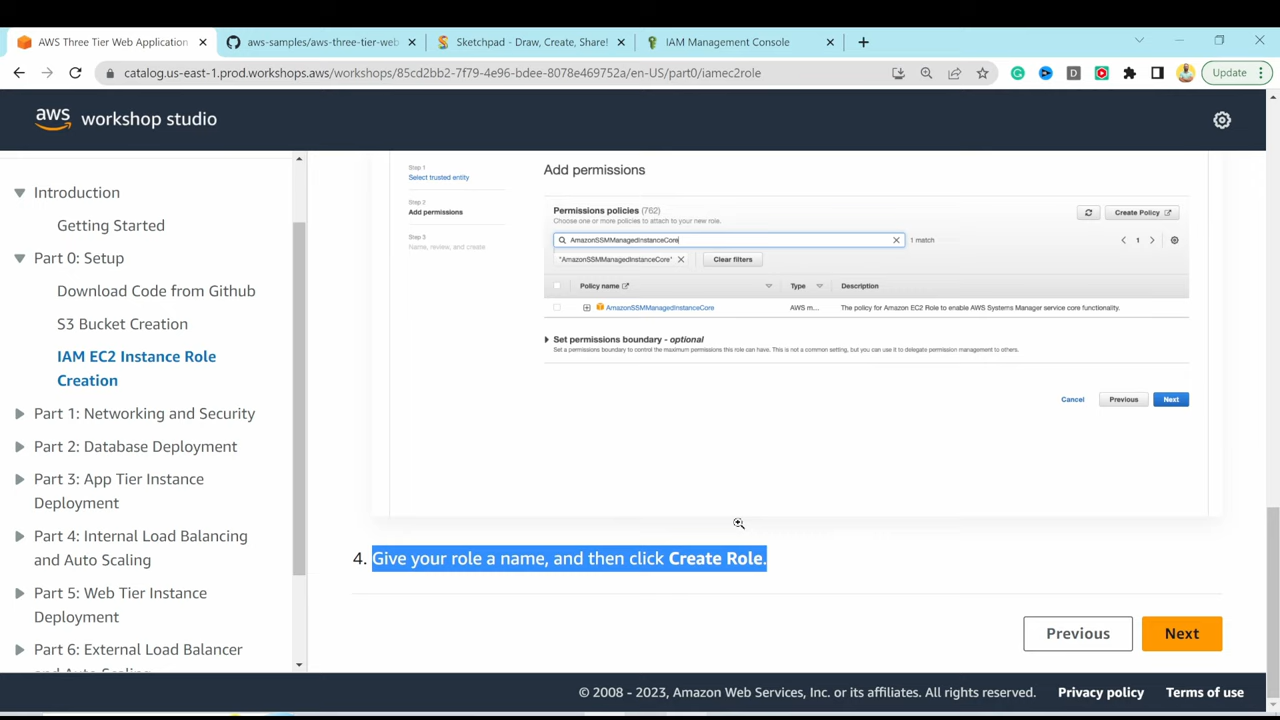 AWS Three Tier Web Application
aws-samples/aws-three-tier-web
Sketchpad - Draw, Create, Share!
IAM Management Console
catalog.us-east-1.prod.workshops.aws/workshops/85cd2bb2-7f79-4e96-bdee-8078e469752a/en-US/part0/iamec2role
Update
aws workshop studio
Introduction
Getting Started
Part 0: Setup
Download Code from Github
S3 Bucket Creation
IAM EC2 Instance Role
Creation
Part 1: Networking and Security
Part 2: Database Deployment
Part 3: App Tier Instance
Deployment
Part 4: Internal Load Balancing
and Auto Scaling
Part 5: Web Tier Instance
Deployment
Part 6: External Load Balancer
and Auto Scaling
Step 1
Select trusted entity
Step 2
Add permissions
Step 3
Name, review, and create
Add permissions
Permissions policies (762)
Choose one or more policies to attach to your new role.
Create Policy
AmazonSSMManagedInstanceCore
1 match
1
"AmazonSSMManagedInstanceCore"
Clear filters
Policy name
Type
Description
AmazonSSMManagedInstanceCore
AWS m...
The policy for Amazon EC2 Role to enable AWS Systems Manager service core functionality.
Set permissions boundary - optional
Set a permissions boundary to control the maximum permissions this role can have. This is not a common setting, but you can use it to delegate permission management to others.
Cancel
Previous
Next
4. Give your role a name, and then click Create Role.
Previous
Next
© 2008 - 2023, Amazon Web Services, Inc. or its affiliates. All rights reserved.
Privacy policy
Terms of use